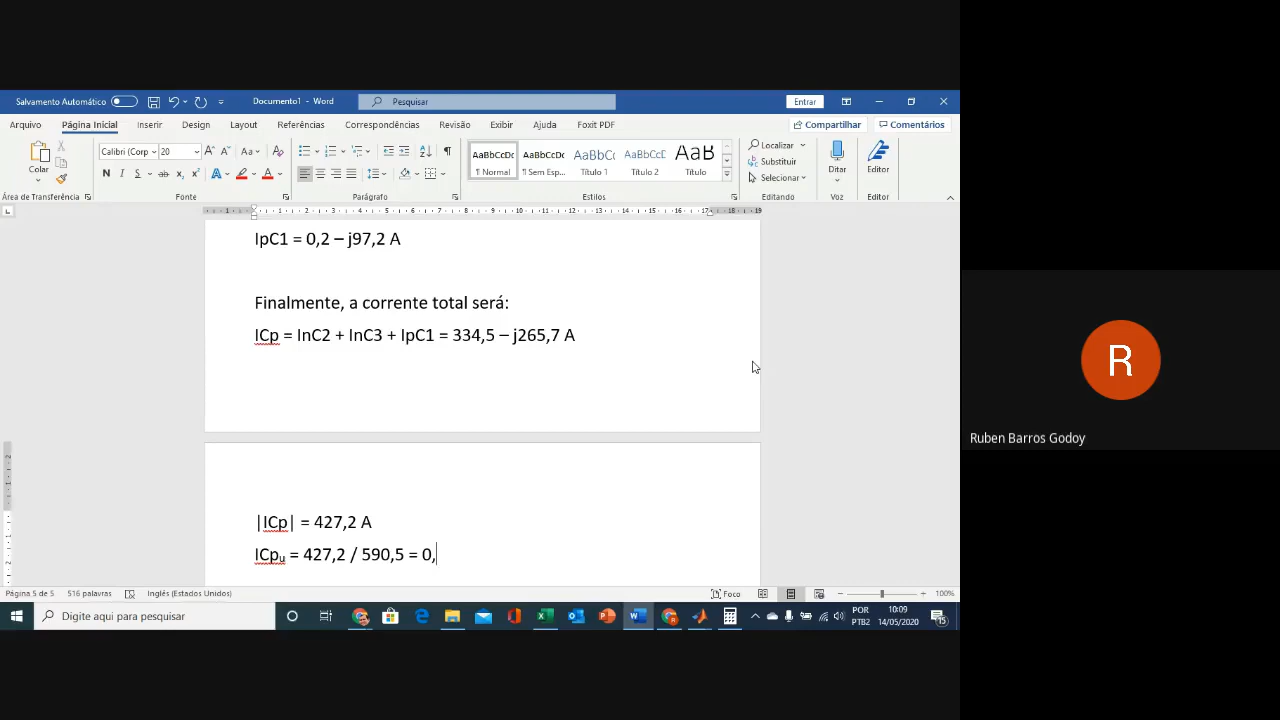 Salvamento Automático
Documento1 - Word
Pesquisar
Entrar
Arquivo Página Inicial Inserir Design Layout Referências Correspondências Revisão Exibir Ajuda Foxit PDF Compartilhar Comentários
Colar
Calibri (Corp 20
N I S ab x₂ x² A A
AaBbCcDc AaBbCcDc AaBbCc AaBbCcD AaB
¶ Normal ¶ Sem Esp... Título 1 Título 2 Título
Localizar
Substituir
Selecionar
Ditar Editor
Área de Transferência Fonte Parágrafo Estilos Editando Voz Editor
IpC1 = 0,2 – j97,2 A
Finalmente, a corrente total será:
ICp = InC2 + InC3 + IpC1 = 334,5 – j265,7 A
|ICp| = 427,2 A
ICpᵤ = 427,2 / 590,5 = 0,
Página 5 de 5 516 palavras Inglês (Estados Unidos) Foco 100%
Digite aqui para pesquisar
POR
PTB2
10:09
14/05/2020
15
R
Ruben Barros Godoy